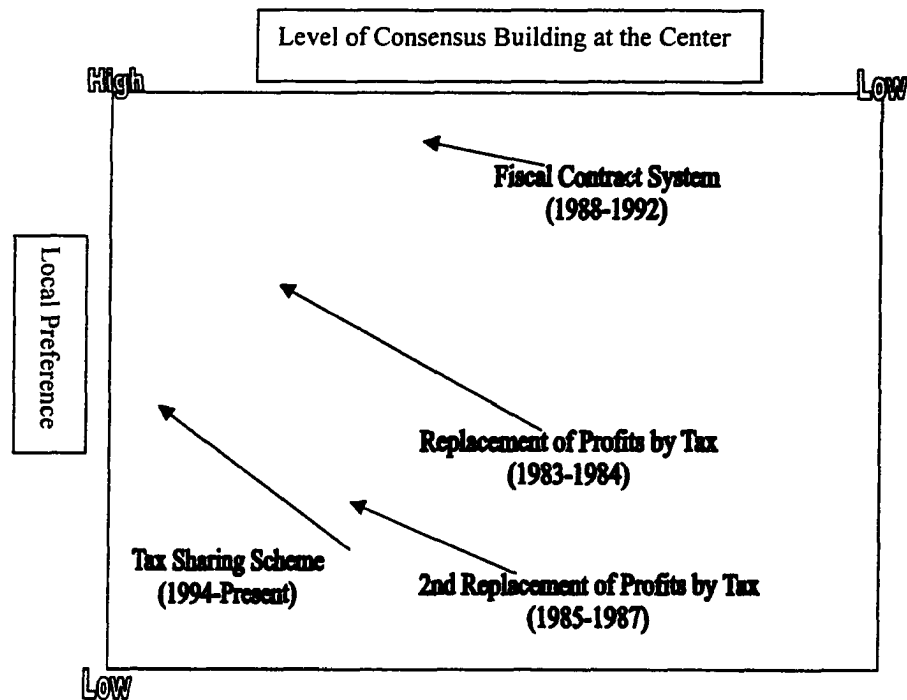 Level of Consensus Building at the Center
High
Low
Fiscal Contract System
(1988-1992)
Local Preference
Replacement of Profits by Tax
(1983-1984)
Tax Sharing Scheme
(1994-Present)
2nd Replacement of Profits by Tax
(1985-1987)
Low